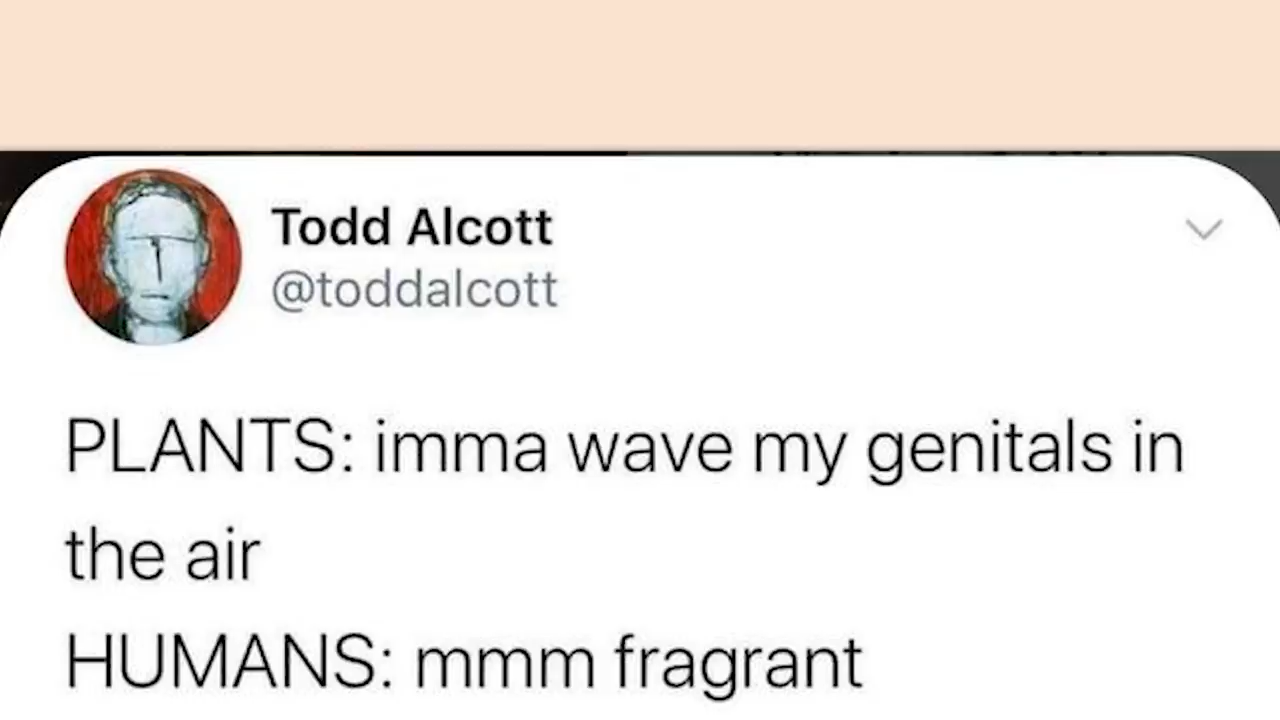 Todd Alcott
@toddalcott
PLANTS: imma wave my genitals in
the air
HUMANS: mmm fragrant